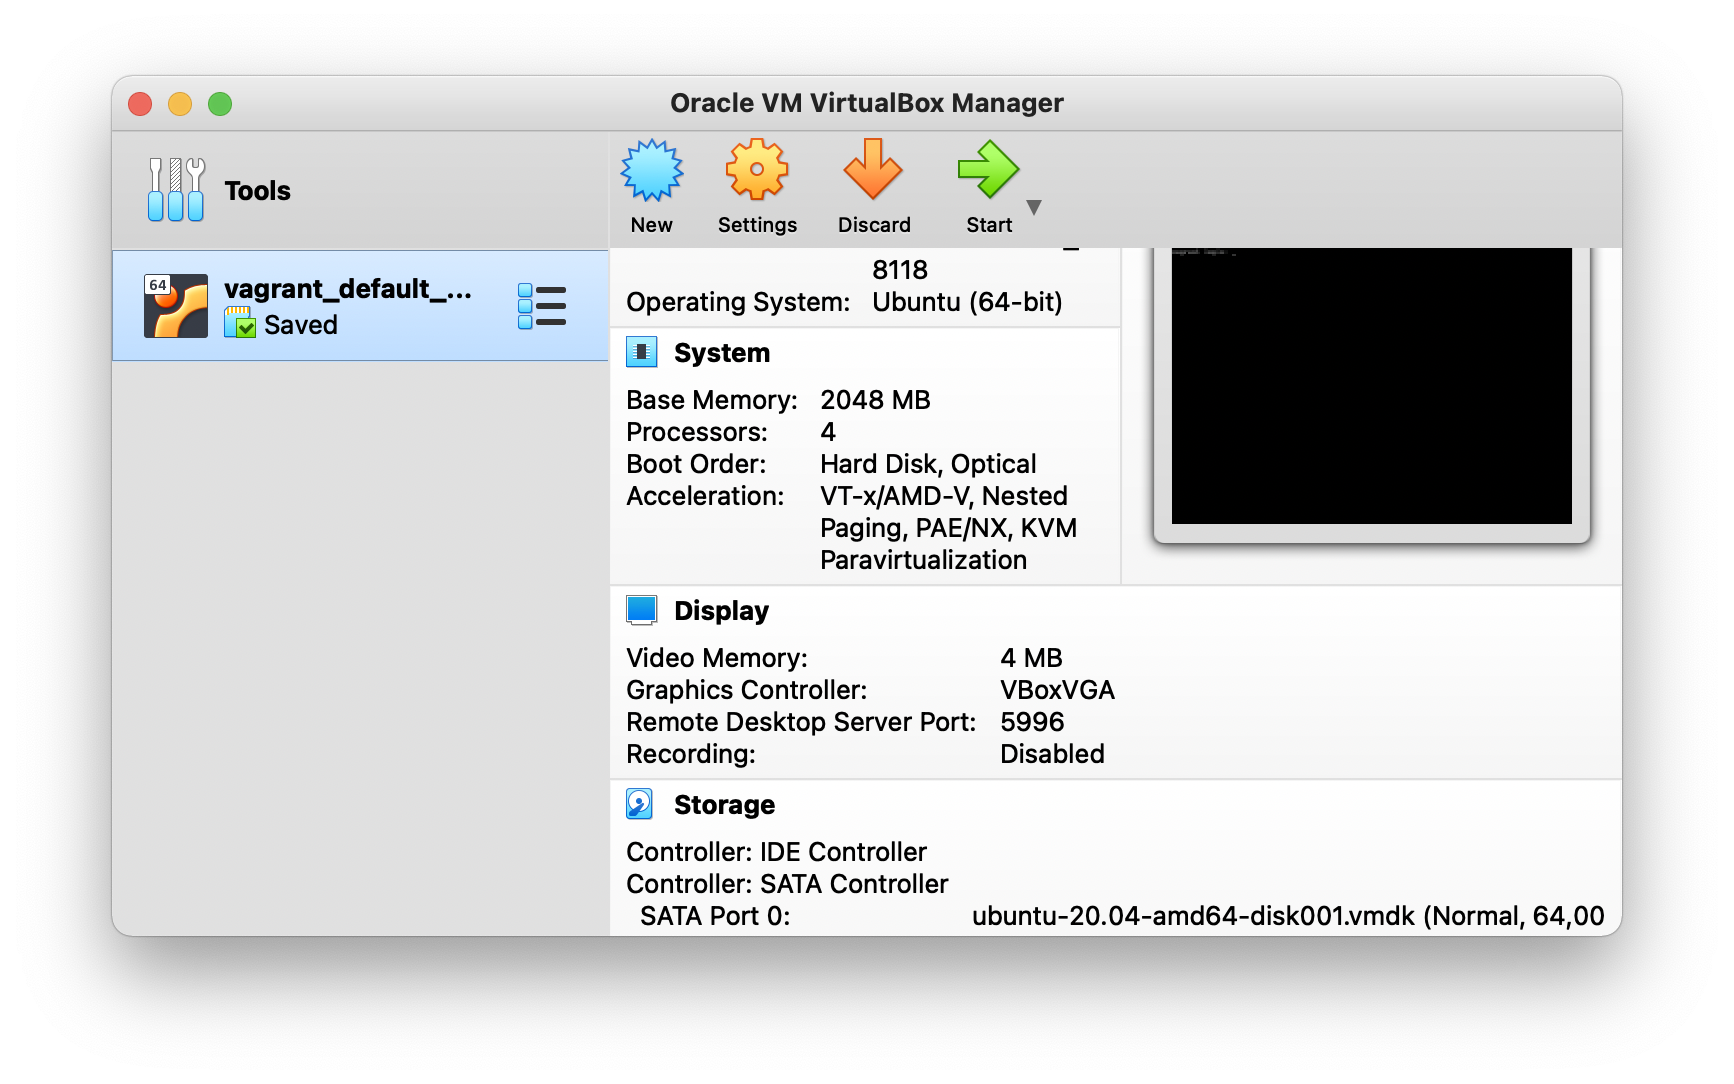 Oracle VM VirtualBox Manager
Tools
New
Settings
Discard
Start
64
vagrant_default_...
Saved
8118
Operating System: Ubuntu (64-bit)
System
Base Memory: 2048 MB
Processors: 4
Boot Order: Hard Disk, Optical
Acceleration: VT-x/AMD-V, Nested
Paging, PAE/NX, KVM
Paravirtualization
Display
Video Memory: 4 MB
Graphics Controller: VBoxVGA
Remote Desktop Server Port: 5996
Recording: Disabled
Storage
Controller: IDE Controller
Controller: SATA Controller
SATA Port 0: ubuntu-20.04-amd64-disk001.vmdk (Normal, 64,00